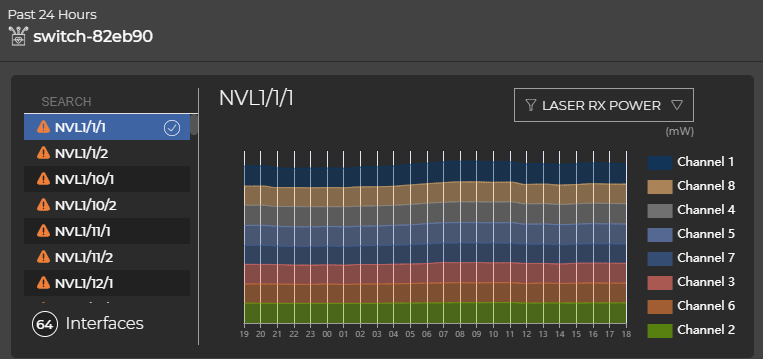 Past 24 Hours
switch-82eb90
SEARCH
NVL1/1/1
NVL1/1/2
NVL1/10/1
NVL1/10/2
NVL1/11/1
NVL1/11/2
NVL1/12/1
64 Interfaces
NVL1/1/1
LASER RX POWER
(mW)
Channel 1
Channel 8
Channel 4
Channel 5
Channel 7
Channel 3
Channel 6
Channel 2
19 20 21 22 23 00 01 02 03 04 05 06 07 08 09 10 11 12 13 14 15 16 17 18